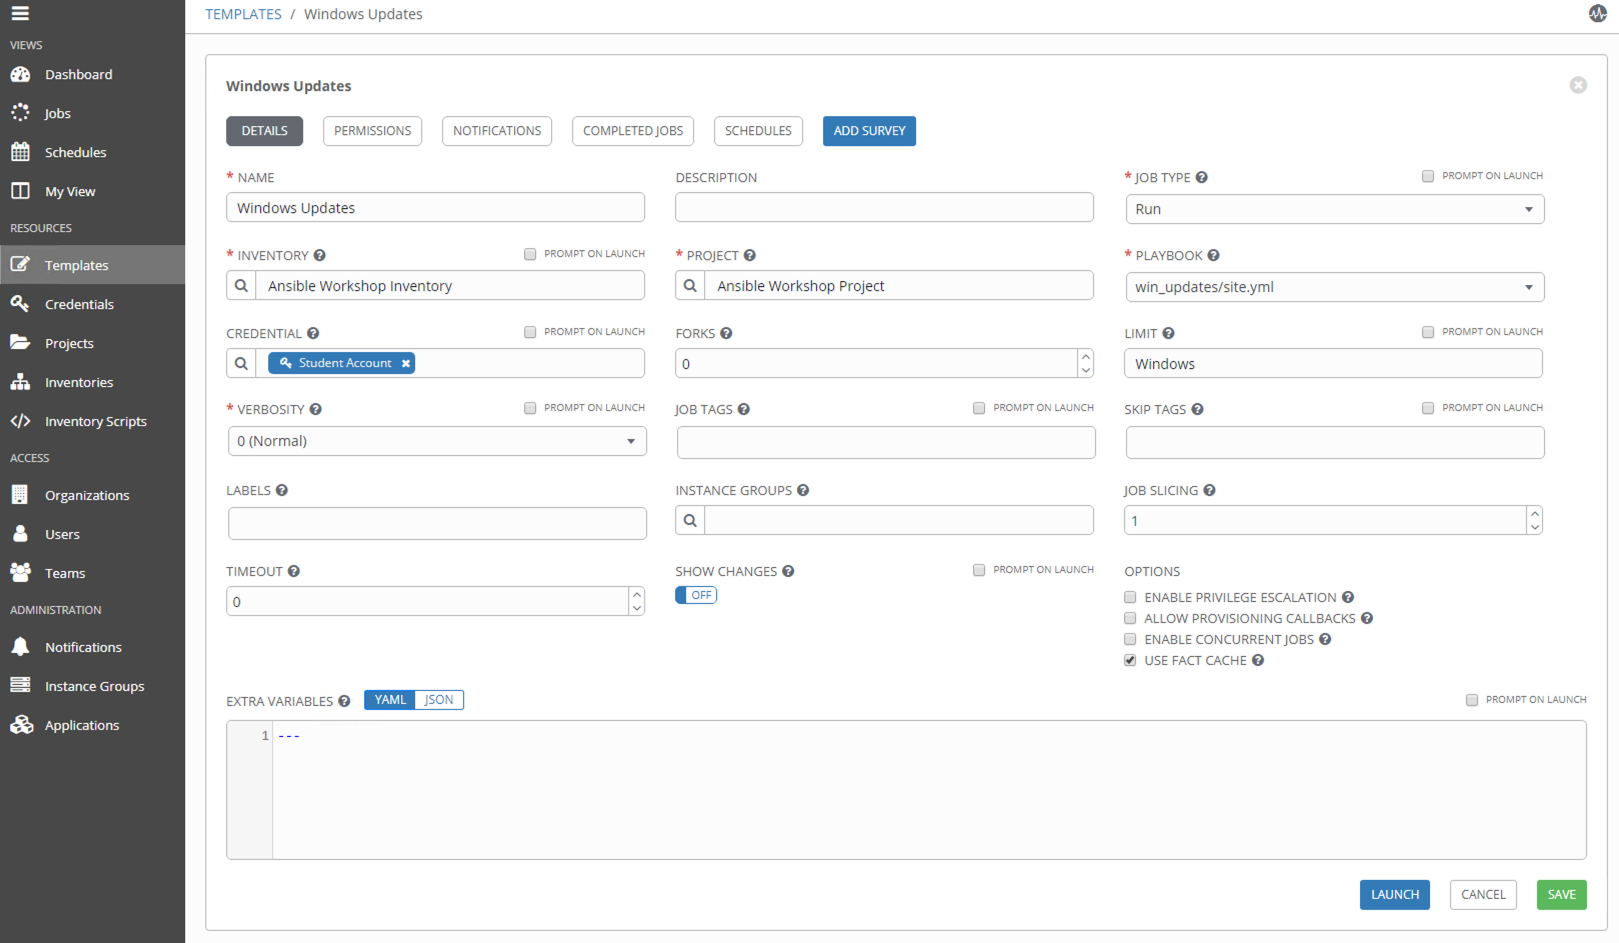 TEMPLATES / Windows Updates
VIEWS
Dashboard
Jobs
Schedules
My View
RESOURCES
Templates
Credentials
Projects
Inventories
Inventory Scripts
ACCESS
Organizations
Users
Teams
ADMINISTRATION
Notifications
Instance Groups
Applications
Windows Updates
DETAILS PERMISSIONS NOTIFICATIONS COMPLETED JOBS SCHEDULES ADD SURVEY
* NAME DESCRIPTION * JOB TYPE PROMPT ON LAUNCH
Windows Updates Run
* INVENTORY PROMPT ON LAUNCH * PROJECT * PLAYBOOK
Ansible Workshop Inventory Ansible Workshop Project win_updates/site.yml
CREDENTIAL PROMPT ON LAUNCH FORKS LIMIT PROMPT ON LAUNCH
Student Account 0 Windows
* VERBOSITY PROMPT ON LAUNCH JOB TAGS PROMPT ON LAUNCH SKIP TAGS PROMPT ON LAUNCH
0 (Normal)
LABELS INSTANCE GROUPS JOB SLICING
1
TIMEOUT SHOW CHANGES PROMPT ON LAUNCH OPTIONS
0 OFF
ENABLE PRIVILEGE ESCALATION
ALLOW PROVISIONING CALLBACKS
ENABLE CONCURRENT JOBS
USE FACT CACHE
EXTRA VARIABLES YAML JSON PROMPT ON LAUNCH
1 ---
LAUNCH CANCEL SAVE